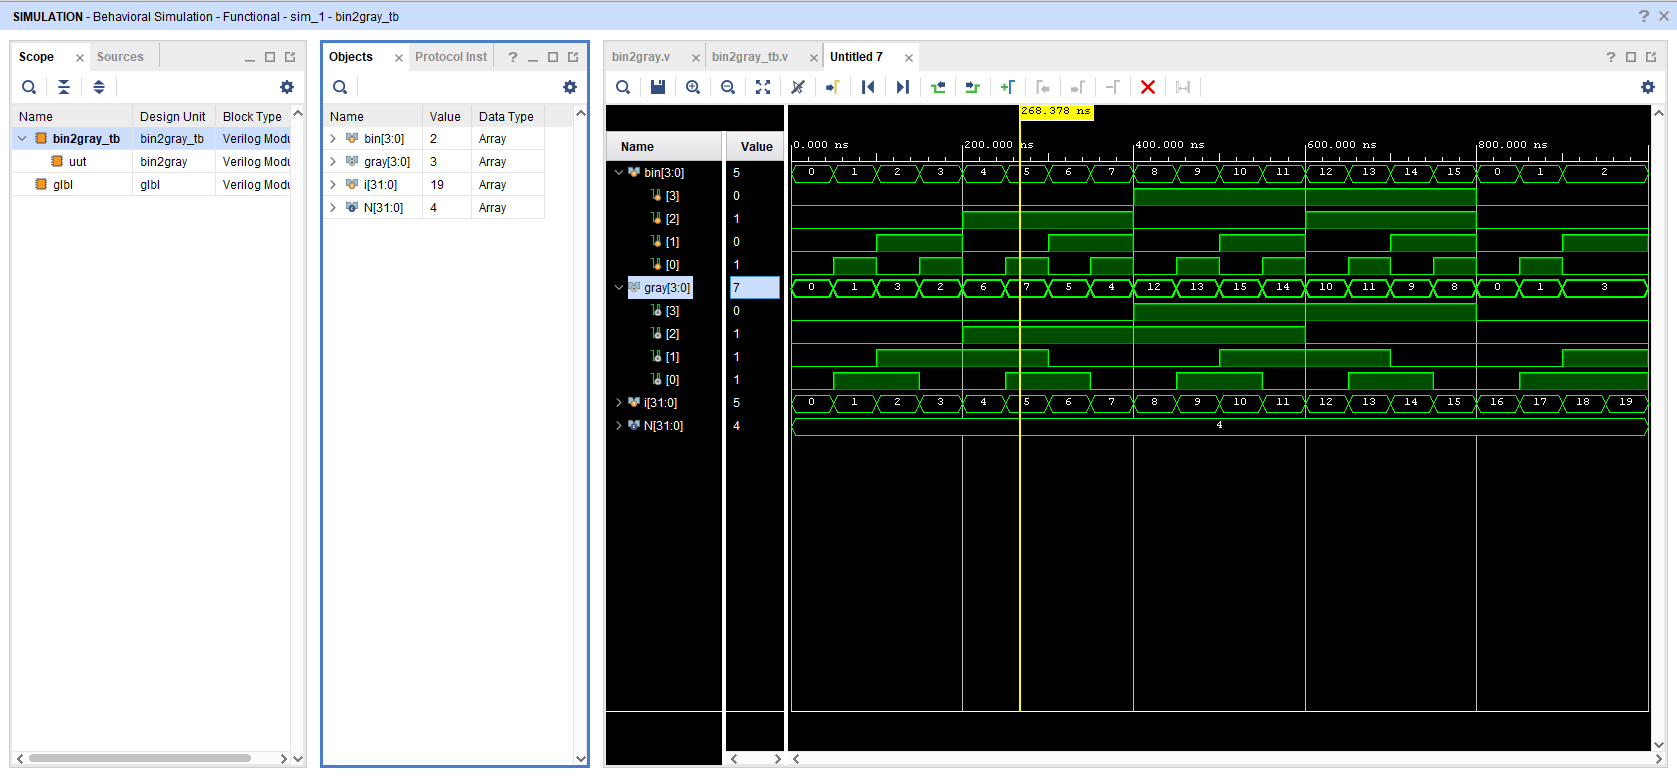 SIMULATION - Behavioral Simulation - Functional - sim_1 - bin2gray_tb
? ×
Scope ×
Sources
Name Design Unit Block Type
bin2gray_tb bin2gray_tb Verilog Modu
uut bin2gray Verilog Modu
glbl glbl Verilog Modu
Objects ×
Protocol Inst
?
Name Value Data Type
bin[3:0] 2 Array
gray[3:0] 3 Array
i[31:0] 19 Array
N[31:0] 4 Array
bin2gray.v ×
bin2gray_tb.v ×
Untitled 7 ×
?
268.378 ns
Name Value
0.000 ns 200.000 ns 400.000 ns 600.000 ns 800.000 ns
bin[3:0] 5 0 1 2 3 4 5 6 7 8 9 10 11 12 13 14 15 0 1 2
[3] 0
[2] 1
[1] 0
[0] 1
gray[3:0] 7 0 1 3 2 6 7 5 4 12 13 15 14 10 11 9 8 0 1 3
[3] 0
[2] 1
[1] 1
[0] 1
i[31:0] 5 0 1 2 3 4 5 6 7 8 9 10 11 12 13 14 15 16 17 18 19
N[31:0] 4 4